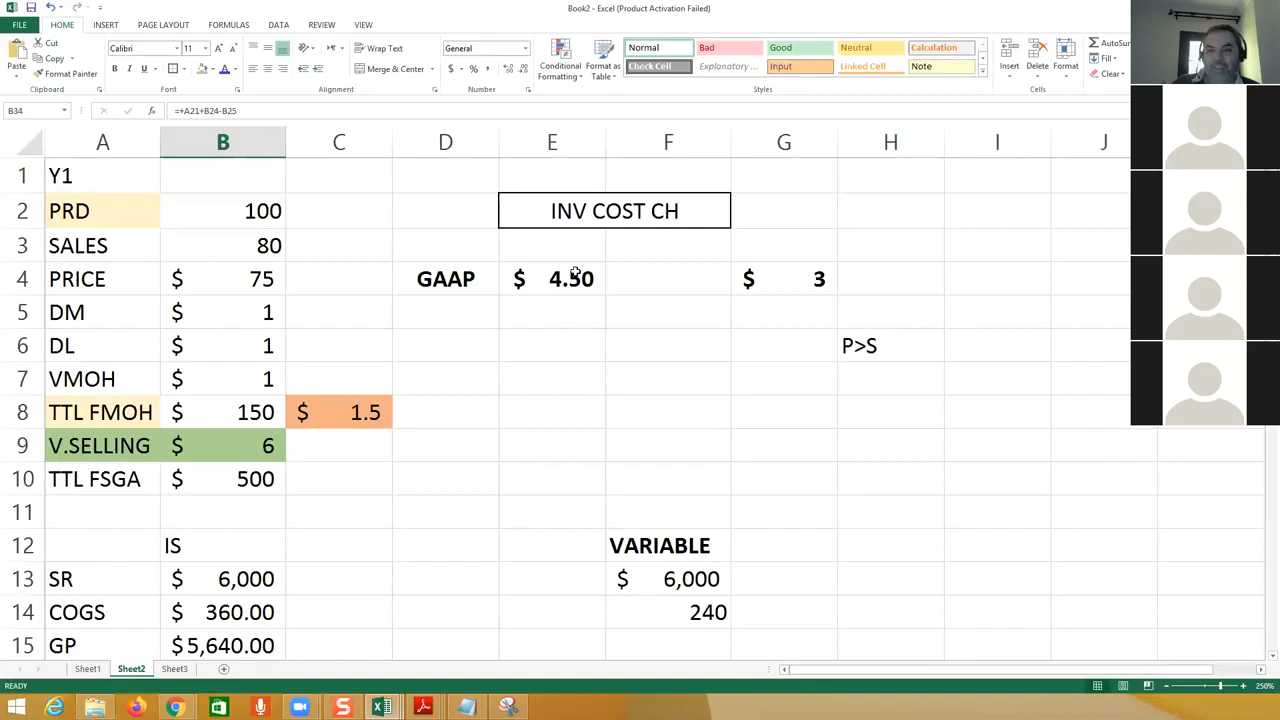 Book2 - Excel (Product Activation Failed)
FILE HOME INSERT PAGE LAYOUT FORMULAS DATA REVIEW VIEW
Cut
Copy
Format Painter
Paste
Clipboard
Calibri 11
B I U
Font
Wrap Text
Merge & Center
Alignment
General
$ % ,
Number
Conditional Formatting
Format as Table
Normal Bad Good Neutral Calculation
Check Cell Explanatory ... Input Linked Cell Note
Styles
Insert Delete Format
Cells
AutoSum
Fill
Clear
B34 fx =+A21+B24-B25
A B C D E F G H I J
1 Y1
2 PRD 100 INV COST CH
3 SALES 80
4 PRICE $ 75 GAAP $ 4.50 $ 3
5 DM $ 1
6 DL $ 1 P>S
7 VMOH $ 1
8 TTL FMOH $ 150 $ 1.5
9 V.SELLING $ 6
10 TTL FSGA $ 500
11
12 IS VARIABLE
13 SR $ 6,000 $ 6,000
14 COGS $ 360.00 240
15 GP $5,640.00
Sheet1 Sheet2 Sheet3
READY 250%